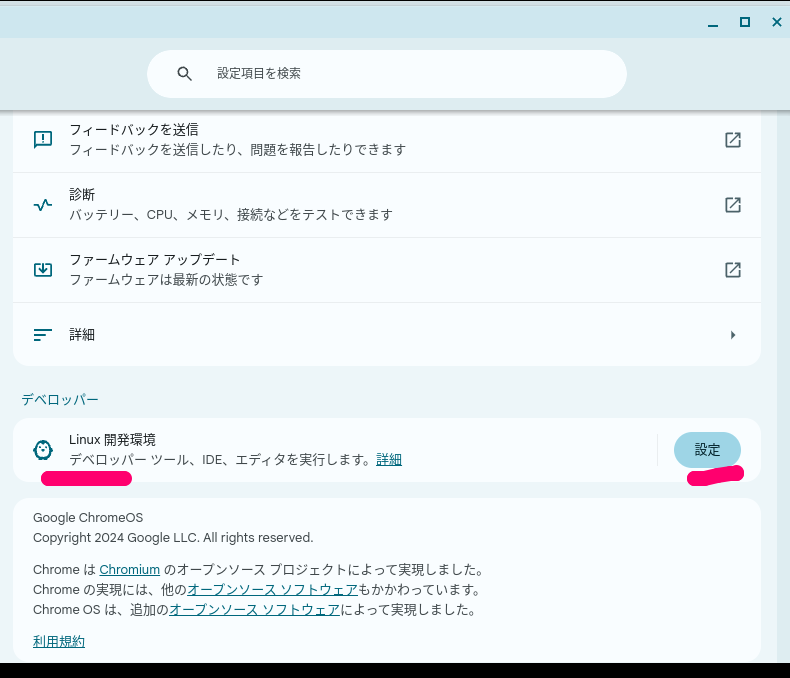 設定項目を検索
フィードバックを送信
フィードバックを送信したり、問題を報告したりできます
診断
バッテリー、CPU、メモリ、接続などをテストできます
ファームウェア アップデート
ファームウェアは最新の状態です
詳細
デベロッパー
Linux 開発環境
デベロッパー ツール、IDE、エディタを実行します。詳細
設定
Google ChromeOS
Copyright 2024 Google LLC. All rights reserved.
Chrome は Chromium のオープンソース プロジェクトによって実現しました。
Chrome の実現には、他のオープンソース ソフトウェアもかかわっています。
Chrome OS は、追加のオープンソース ソフトウェアによって実現しました。
利用規約